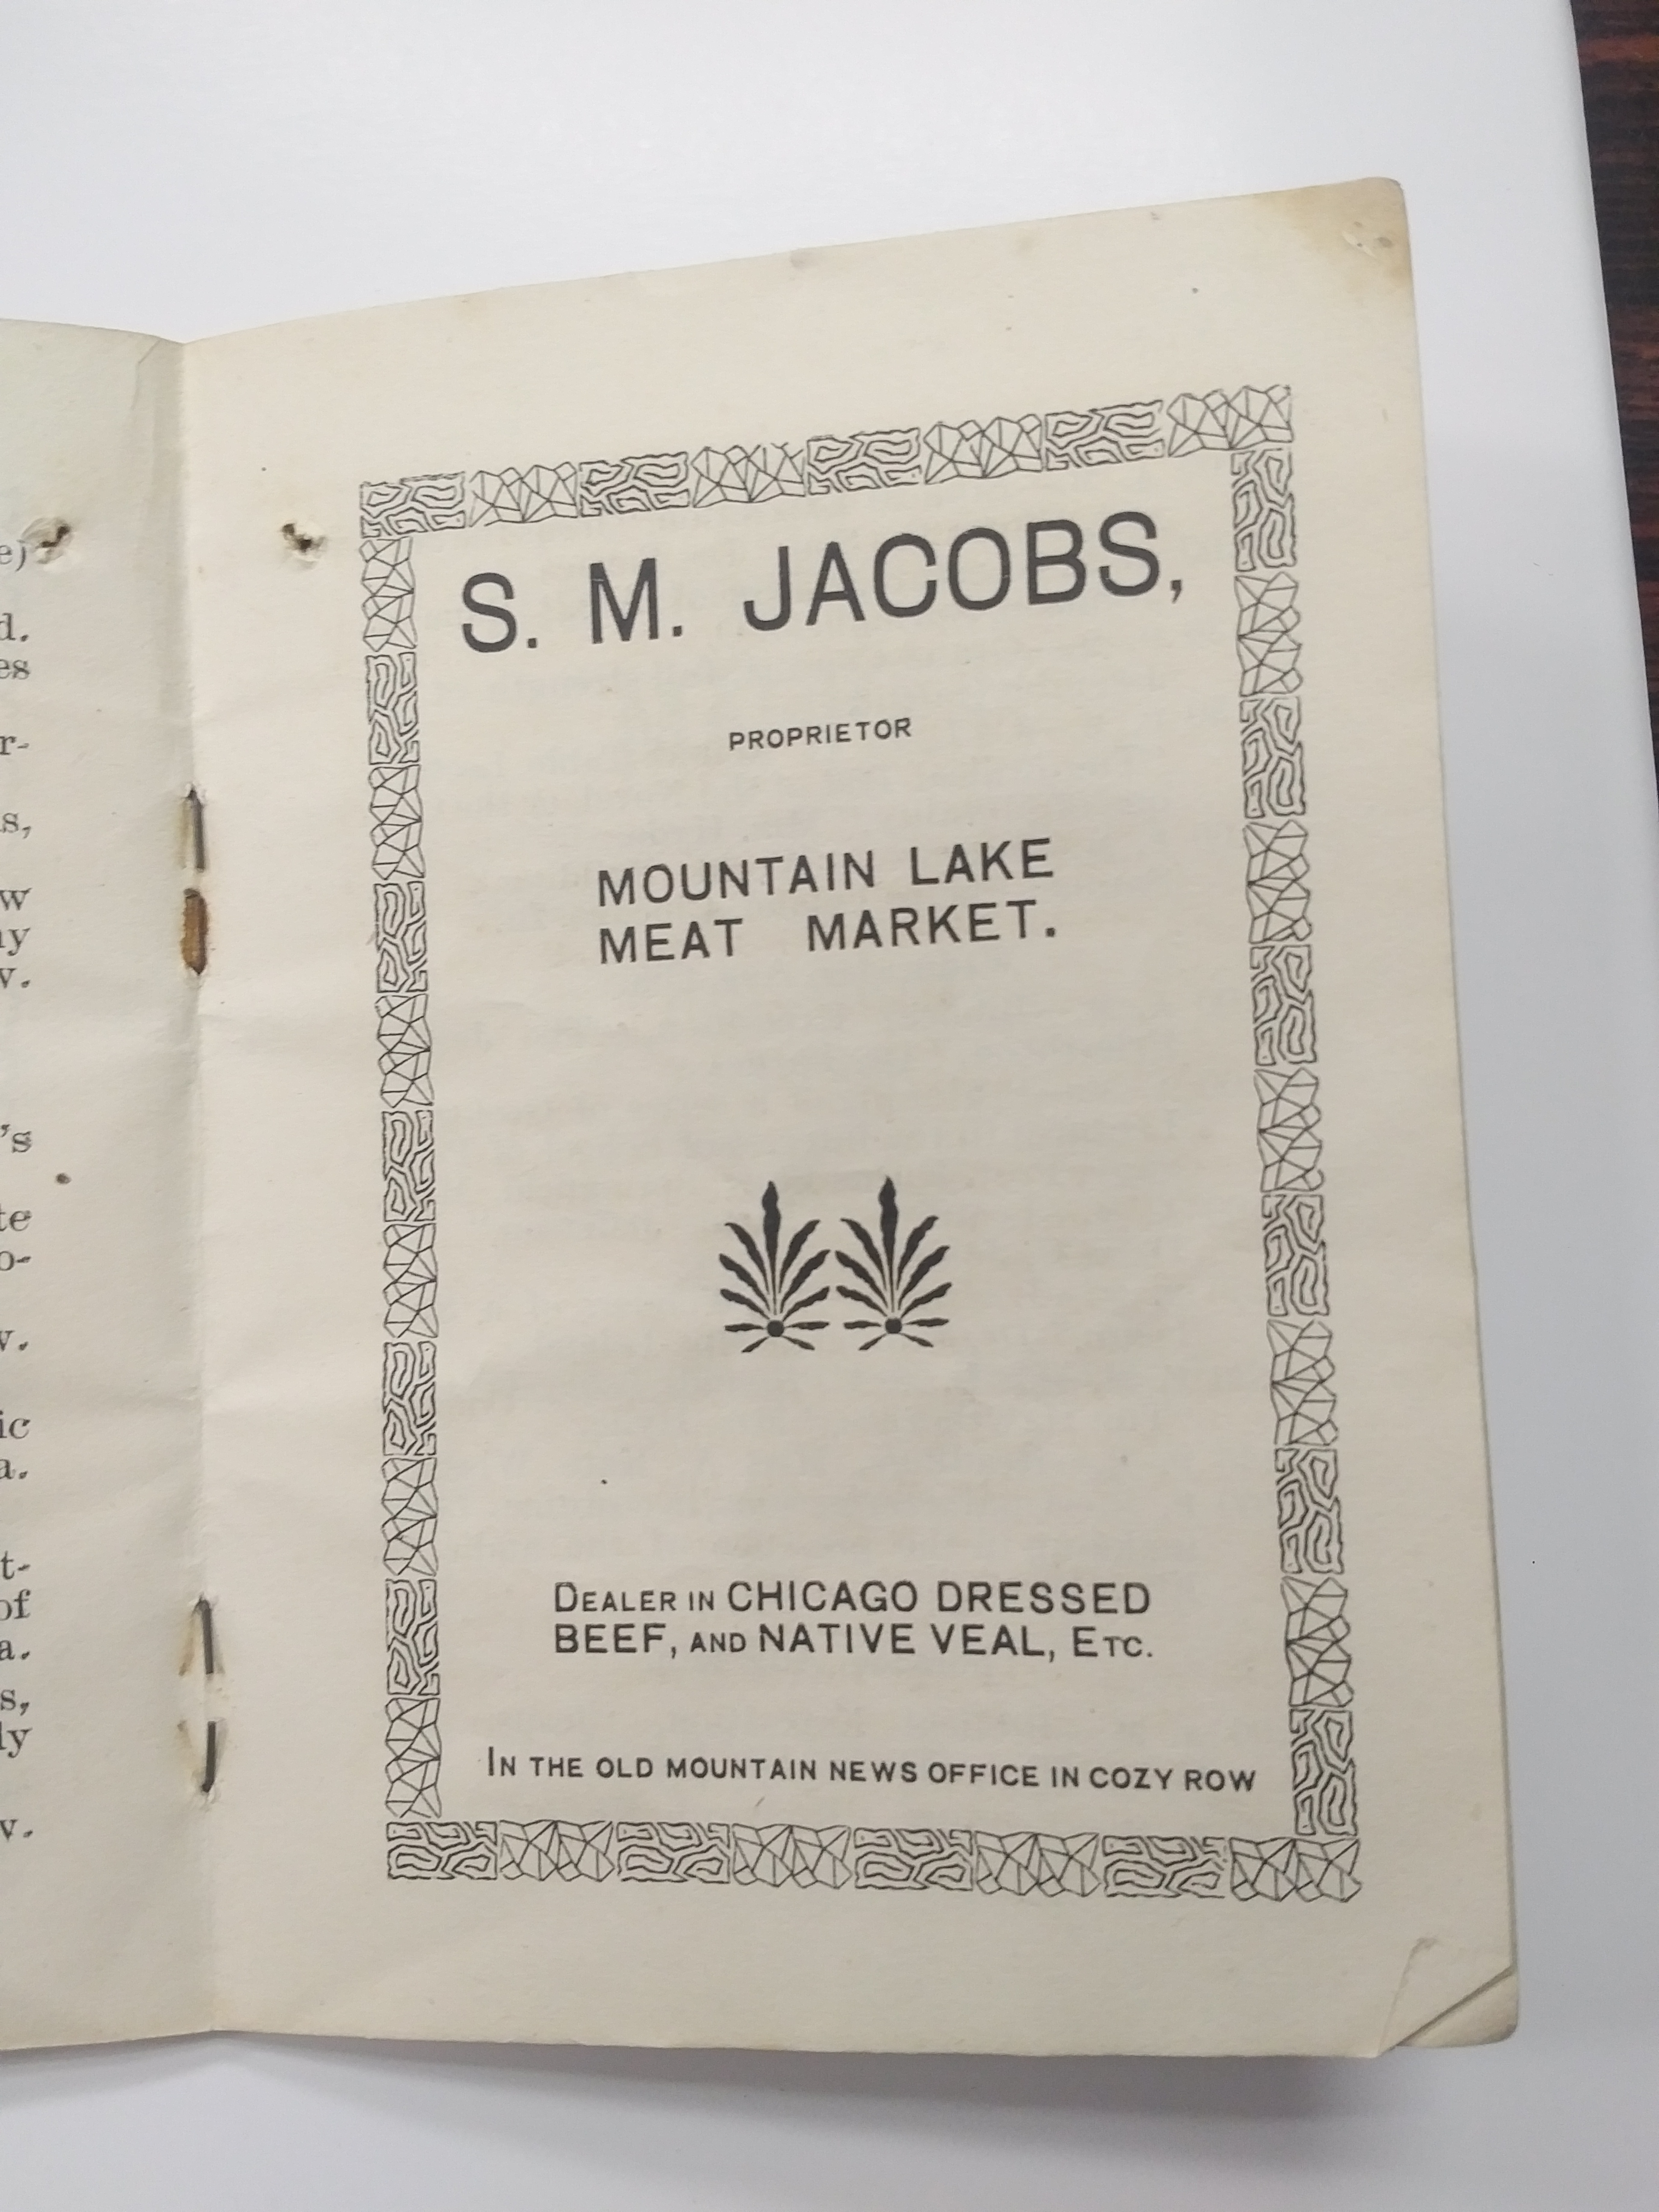 e)
d.
es
r-
s,
w
ny
v.
's
te
o-
v.
ic
a.
t-
of
a.
s,
ly
v.
S. M. JACOBS,
PROPRIETOR
MOUNTAIN LAKE
MEAT MARKET.
DEALER IN CHICAGO DRESSED
BEEF, AND NATIVE VEAL, ETC.
IN THE OLD MOUNTAIN NEWS OFFICE IN COZY ROW